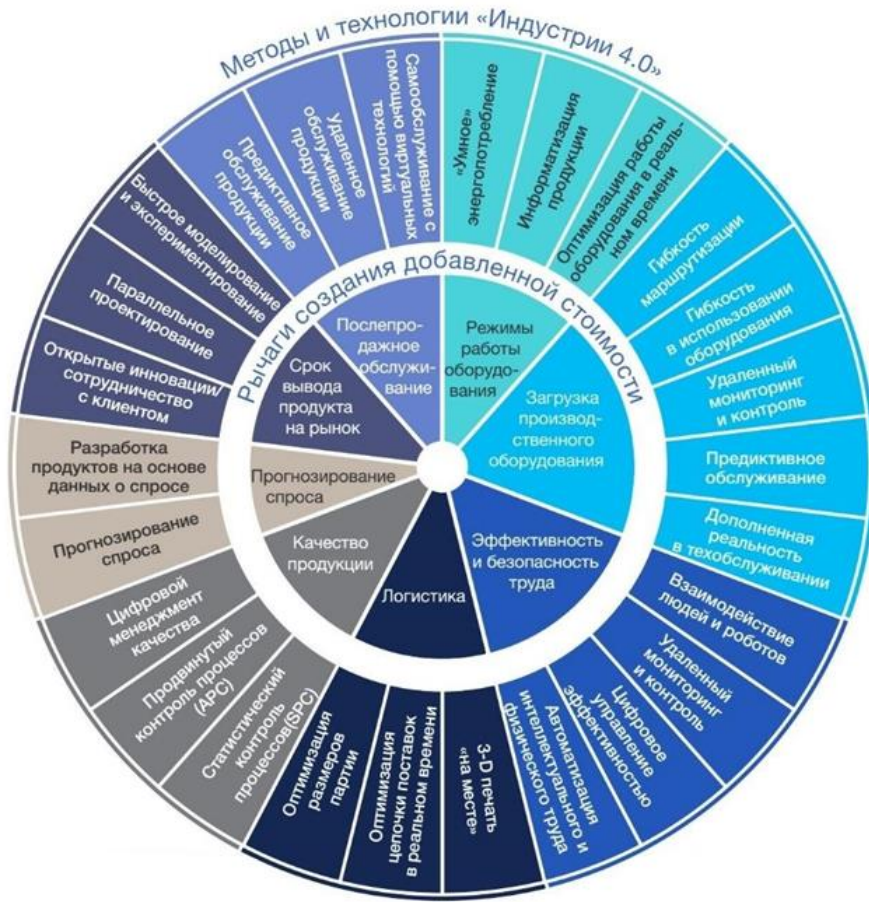 Методы и технологии «Индустрии 4.0»
Рычаги создания добавленной стоимости
«Умное»
энергопотребление
Информатизация
продукции
Оптимизация работы
оборудования в реаль-
ном времени
Гибкость
маршрутизации
Гибкость
в использовании
оборудования
Удаленный
мониторинг
и контроль
Предиктивное
обслуживание
Дополненная
реальность
в техобслуживании
Взаимодействие
людей и роботов
Удаленный
мониторинг
и контроль
Цифровое
управление
эффективностью
Автоматизация
интеллектуального и
физического труда
3-D печать
«на месте»
Оптимизация
цепочки поставок
в реальном времени
Оптимизация
размеров
партии
Статистический
контроль
процессов(SPC)
Продвинутый
контроль процессов
(APC)
Цифровой
менеджмент
качества
Прогнозирование
спроса
Разработка
продуктов на основе
данных о спросе
Открытые инновации/
сотрудничество
с клиентом
Параллельное
проектирование
Быстрое моделирование
и экспериментирование
Предиктивное
обслуживание
продукции
Удаленное
обслуживание
продукции
Самообслуживание с
помощью виртуальных
технологий
Режимы
работы
оборудо-
вания
Загрузка
производ-
ственного
оборудования
Эффективность
и безопасность
труда
Логистика
Качество
продукции
Прогнозирование
спроса
Срок
вывода
продукта
на рынок
Послепро-
дажное
обслужи-
вание